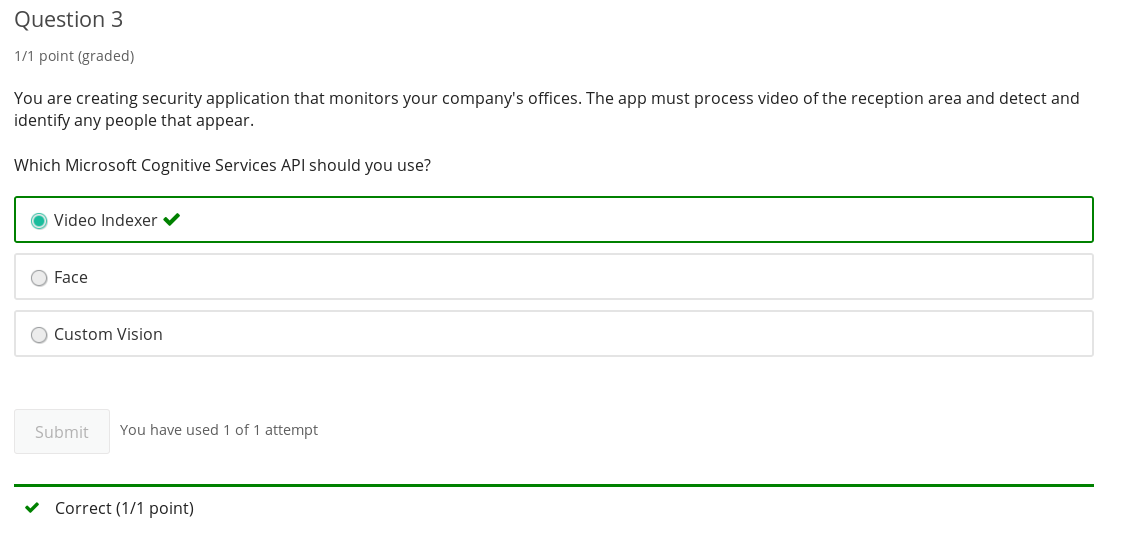 Question 3
1/1 point (graded)
You are creating security application that monitors your company's offices. The app must process video of the reception area and detect and
identify any people that appear.
Which Microsoft Cognitive Services API should you use?
Video Indexer
Face
Custom Vision
Submit You have used 1 of 1 attempt
Correct (1/1 point)